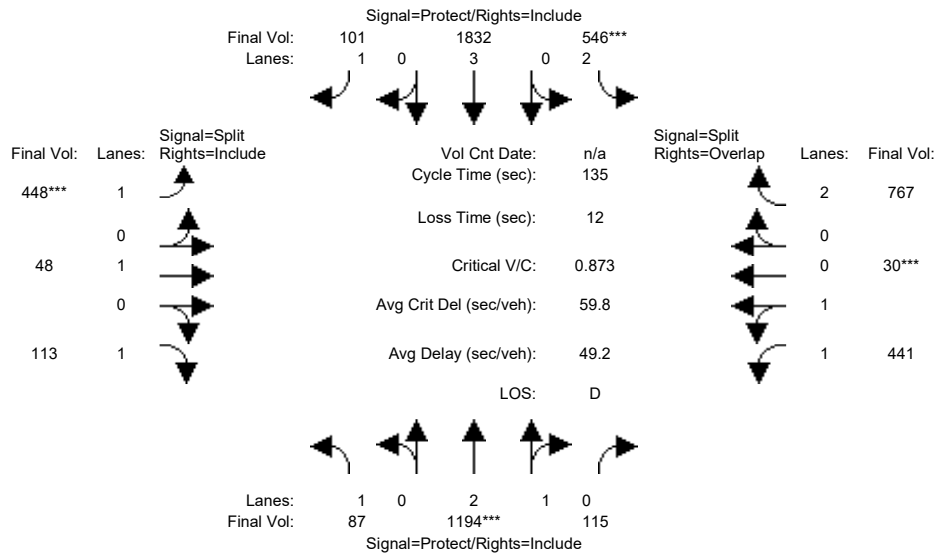 Signal=Protect/Rights=Include
Final Vol: 101 1832 546***
Lanes: 1 0 3 0 2
Signal=Split Signal=Split
Final Vol: Lanes: Rights=Include Vol Cnt Date: n/a Rights=Overlap Lanes: Final Vol:
Cycle Time (sec): 135
448*** 1 2 767
Loss Time (sec): 12
0 0
48 1 Critical V/C: 0.873 0 30***
0 Avg Crit Del (sec/veh): 59.8 1
113 1 Avg Delay (sec/veh): 49.2 1 441
LOS: D
Lanes: 1 0 2 1 0
Final Vol: 87 1194*** 115
Signal=Protect/Rights=Include